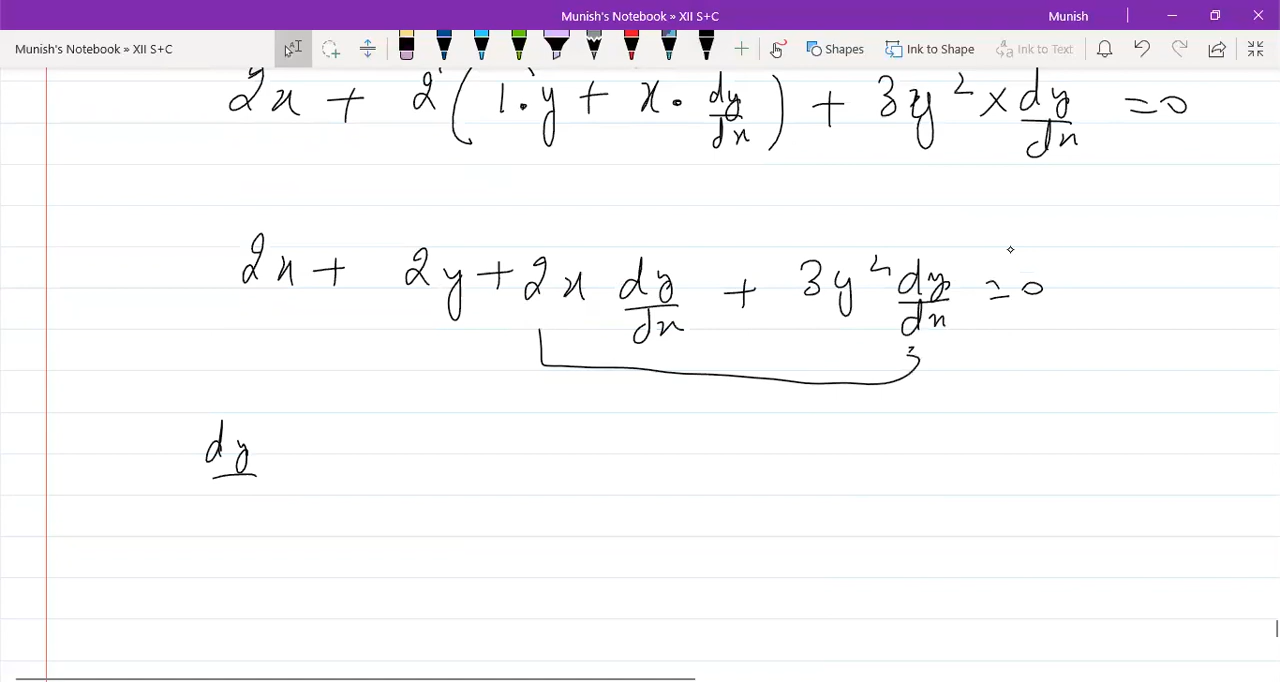 Munish's Notebook » XII S+C
Munish
Munish's Notebook » XII S+C
Shapes
Ink to Shape
Ink to Text
2x + 2(1·y + x·dy/dx) + 3y² × dy/dx = 0
2x + 2y + 2x dy/dx + 3y² dy/dx = 0
dy